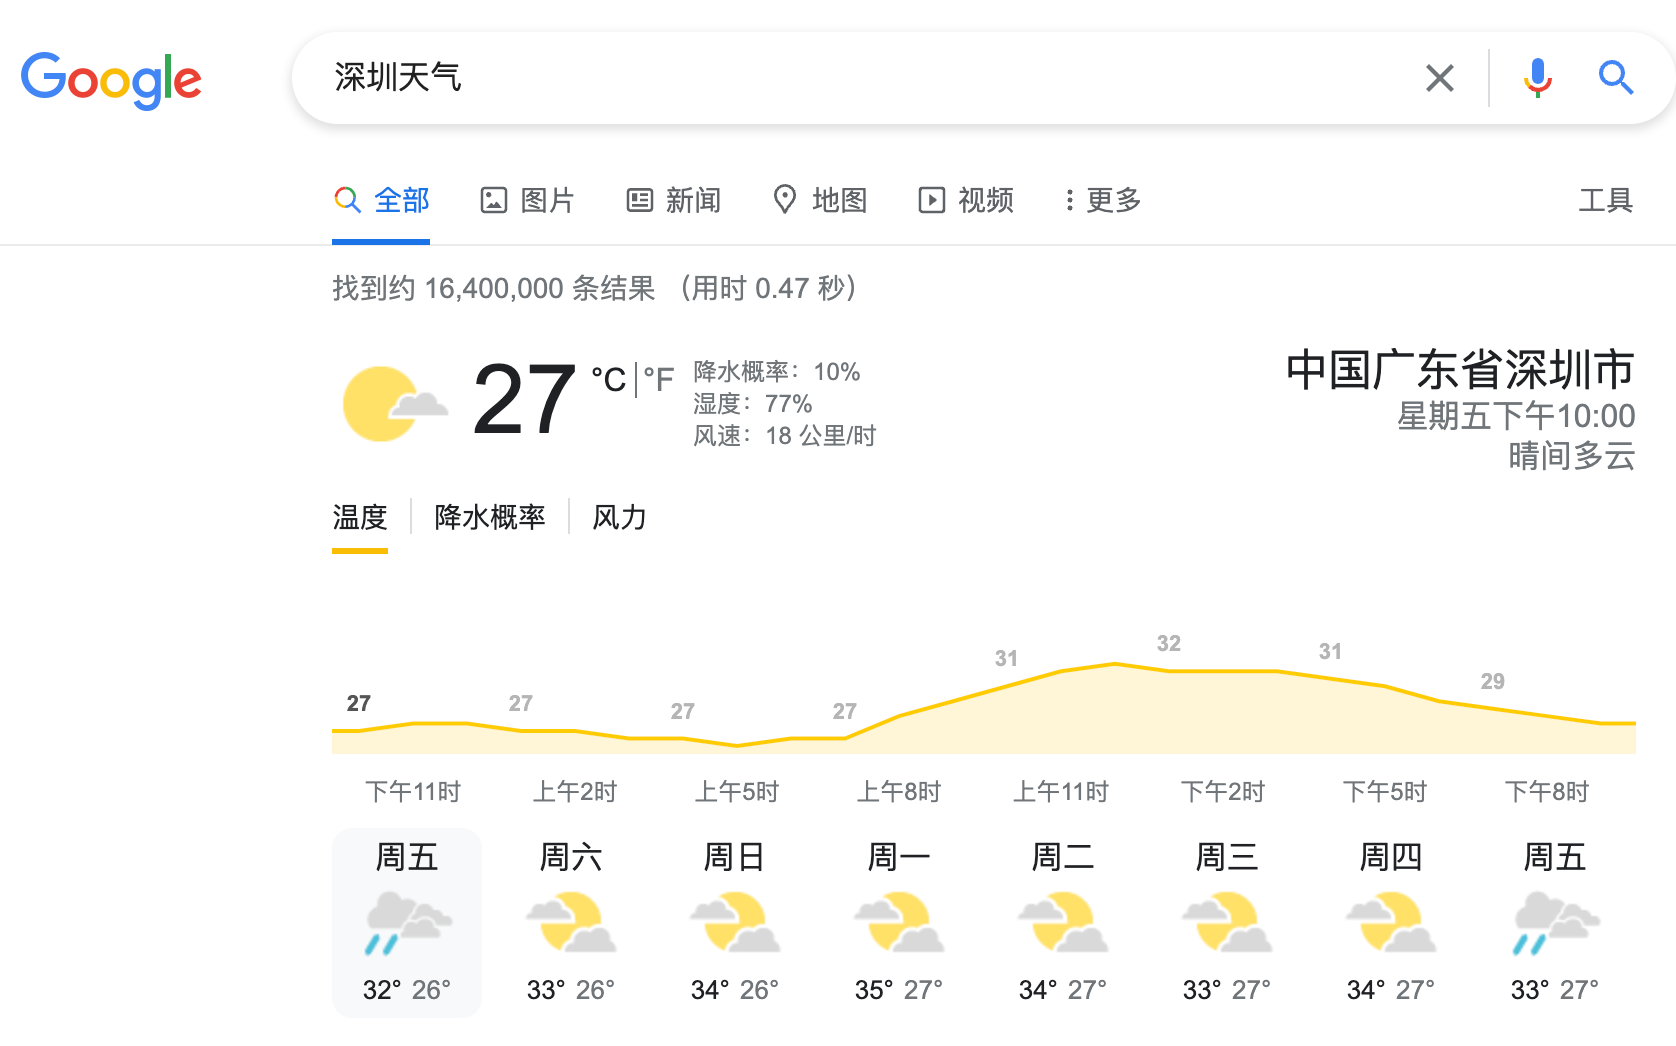 Google
深圳天气
全部 图片 新闻 地图 视频 更多 工具
找到约 16,400,000 条结果 （用时 0.47 秒）
27 °C | °F
降水概率：10%
湿度：77%
风速：18 公里/时
中国广东省深圳市
星期五下午10:00
晴间多云
温度 降水概率 风力
27 27 27 27 31 32 31 29
下午11时 上午2时 上午5时 上午8时 上午11时 下午2时 下午5时 下午8时
周五 周六 周日 周一 周二 周三 周四 周五
32° 26° 33° 26° 34° 26° 35° 27° 34° 27° 33° 27° 34° 27° 33° 27°